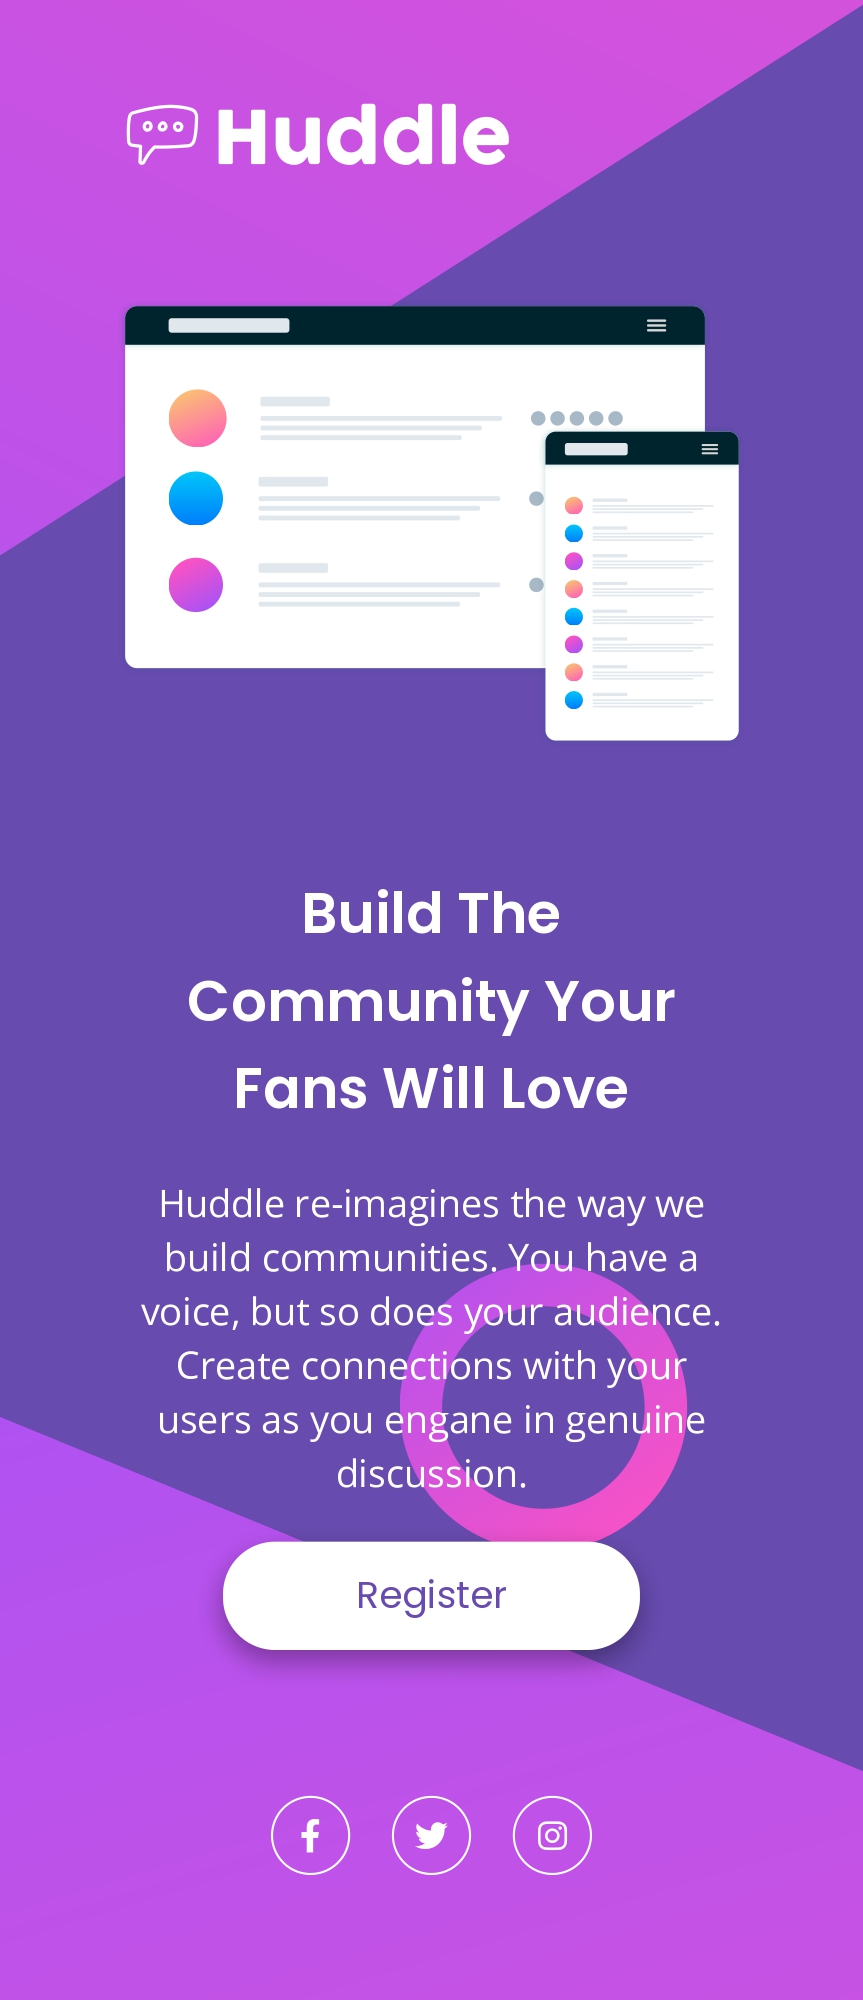 Huddle
Build The
Community Your
Fans Will Love
Huddle re-imagines the way we
build communities. You have a
voice, but so does your audience.
Create connections with your
users as you engane in genuine
discussion.
Register